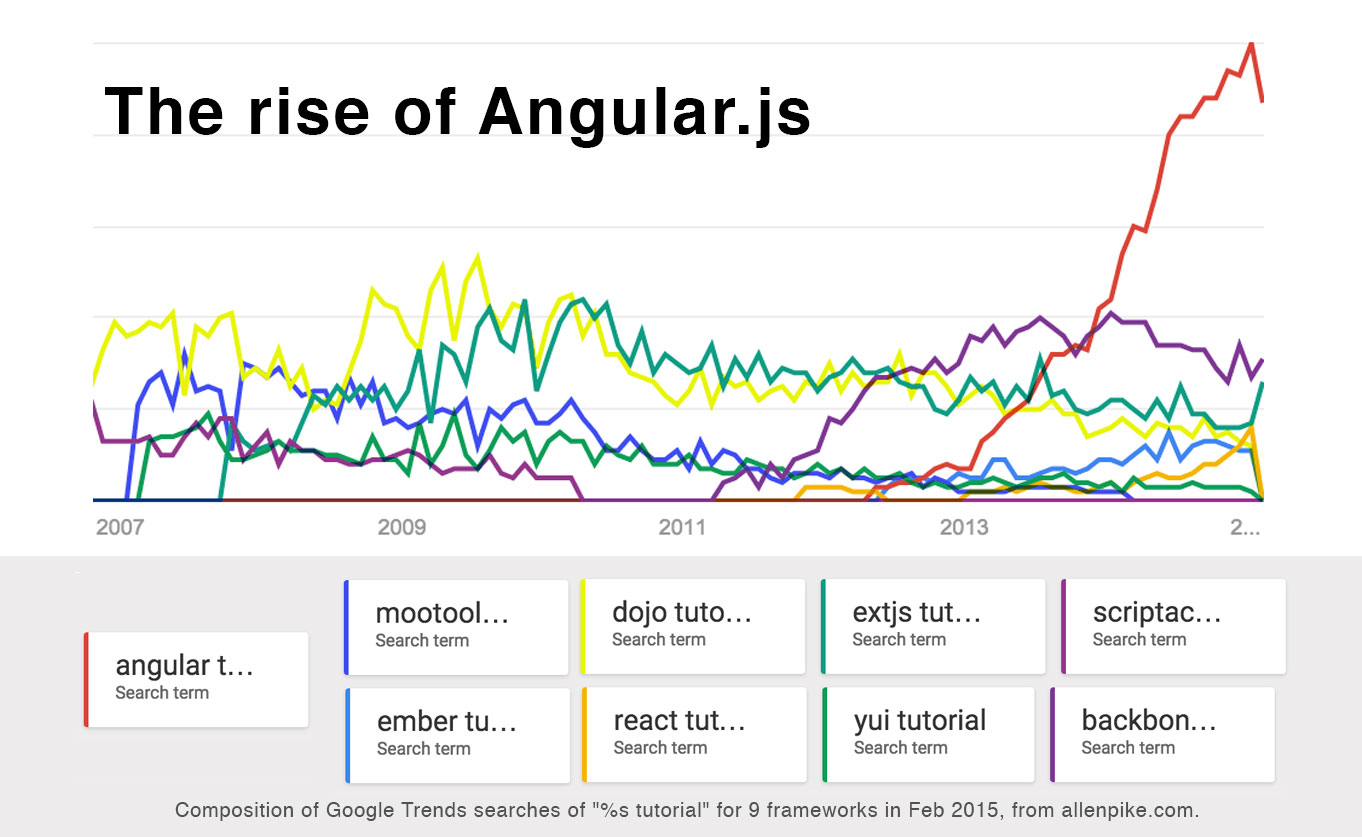 The rise of Angular.js
2007 2009 2011 2013 2...
mootool... dojo tuto... extjs tut... scriptac...
Search term Search term Search term Search term
angular t...
Search term
ember tu... react tut... yui tutorial backbon...
Search term Search term Search term Search term
Composition of Google Trends searches of "%s tutorial" for 9 frameworks in Feb 2015, from allenpike.com.